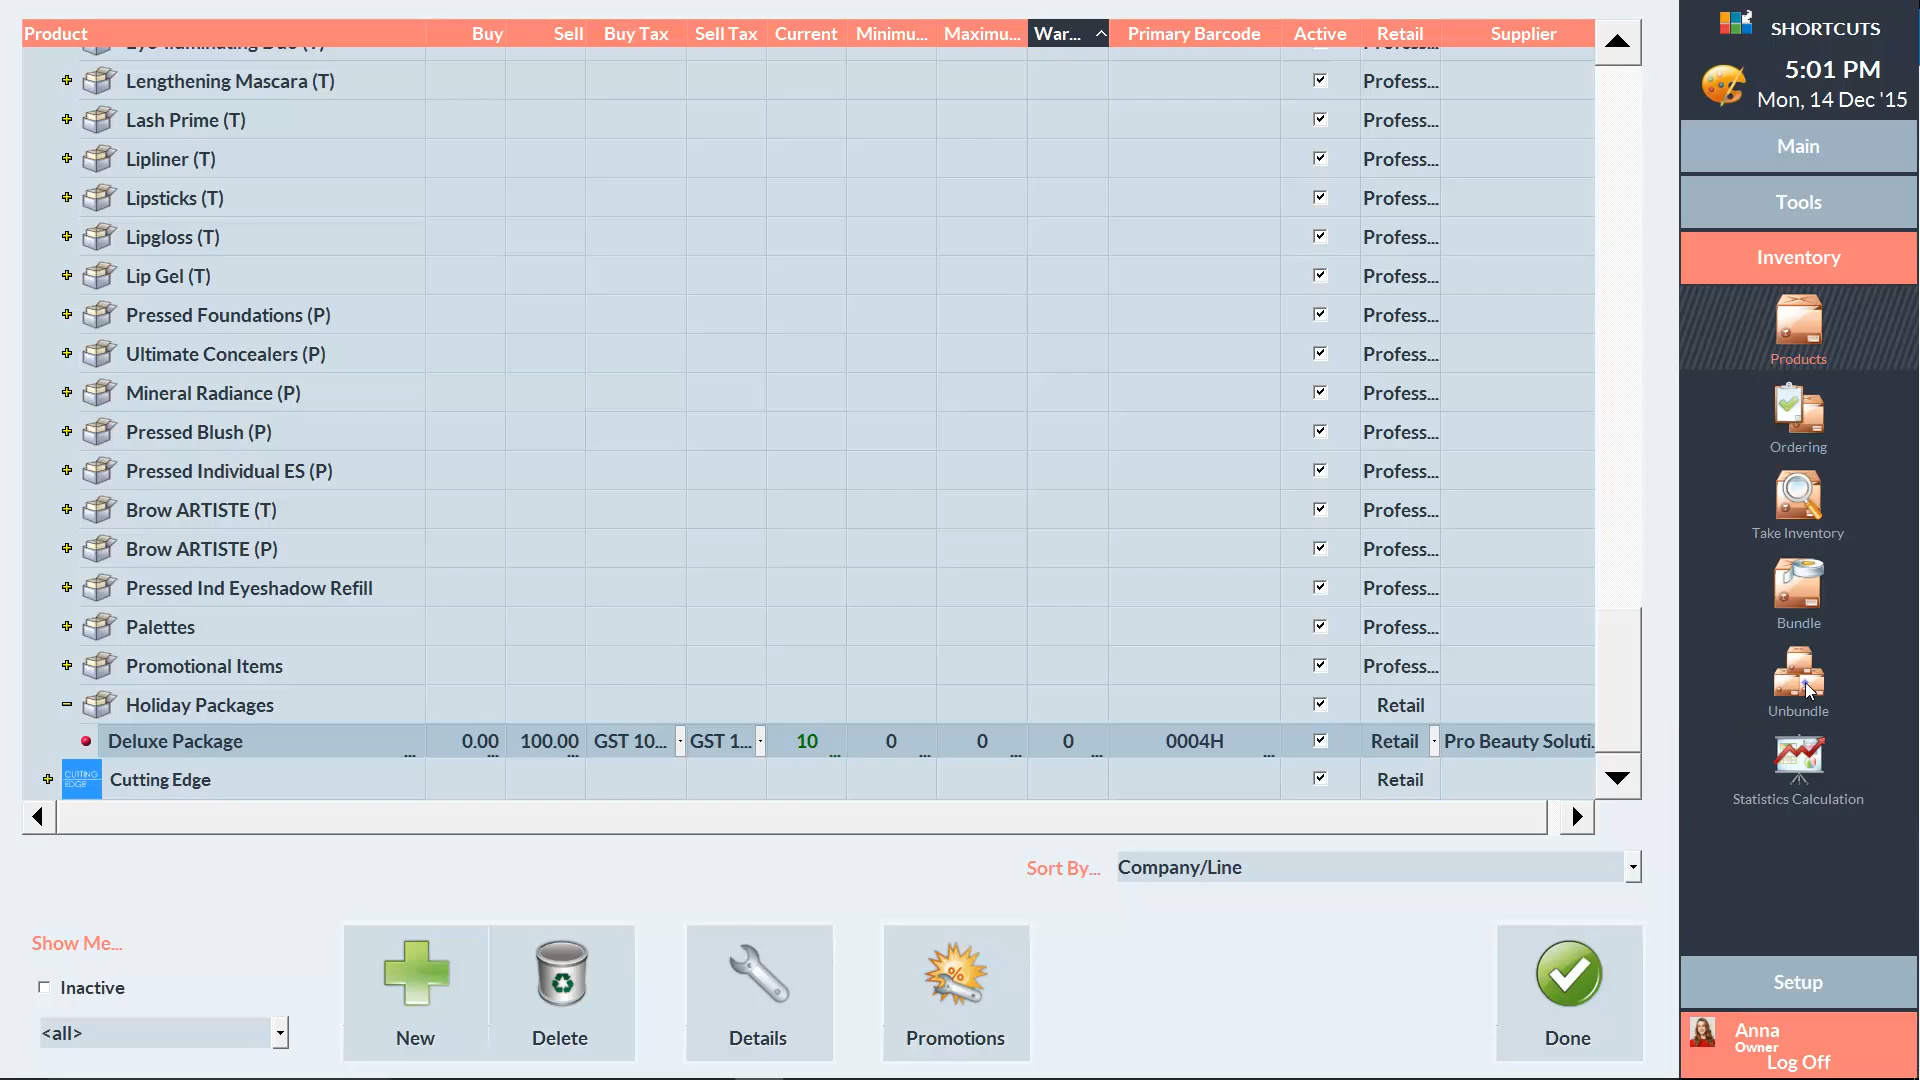 Product Buy Sell Buy Tax Sell Tax Current Minimu... Maximu... War... Primary Barcode Active Retail Supplier
Lengthening Mascara (T) Profess...
Lash Prime (T) Profess...
Lipliner (T) Profess...
Lipsticks (T) Profess...
Lipgloss (T) Profess...
Lip Gel (T) Profess...
Pressed Foundations (P) Profess...
Ultimate Concealers (P) Profess...
Mineral Radiance (P) Profess...
Pressed Blush (P) Profess...
Pressed Individual ES (P) Profess...
Brow ARTISTE (T) Profess...
Brow ARTISTE (P) Profess...
Pressed Ind Eyeshadow Refill Profess...
Palettes Profess...
Promotional Items Profess...
Holiday Packages Retail
Deluxe Package ... 0.00 ... 100.00 ... GST 10... GST 1... 10 ... 0 ... 0 ... 0 ... 0004H ... Retail Pro Beauty Soluti...
CUTTING EDGE Cutting Edge Retail
Sort By... Company/Line
Show Me...
Inactive
<all>
New
Delete
Details
%
Promotions
Done
SHORTCUTS
5:01 PM
Mon, 14 Dec '15
Main
Tools
Inventory
Products
Ordering
Take Inventory
Bundle
Unbundle
Statistics Calculation
Setup
Anna
Owner
Log Off